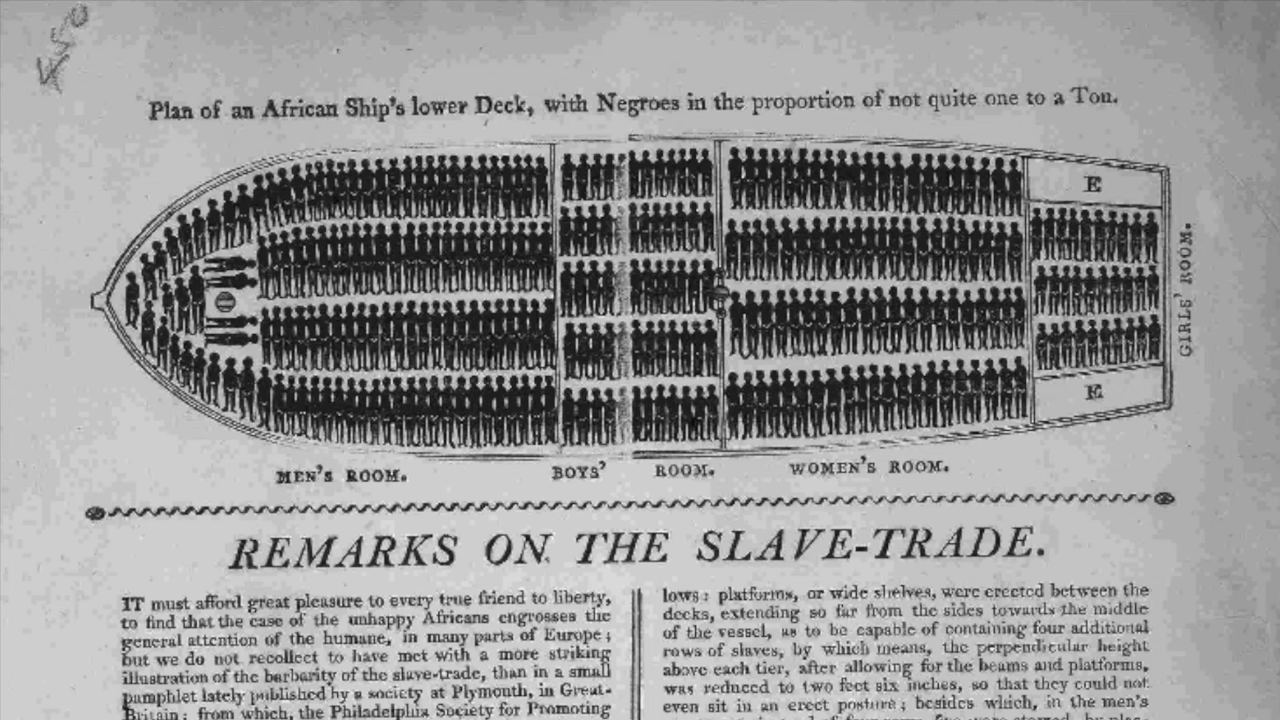 Plan of an African Ship's lower Deck, with Negroes in the proportion of not quite one to a Ton.
E
GIRLS' ROOM.
E
MEN'S ROOM.
BOYS' ROOM.
WOMEN'S ROOM.
REMARKS ON THE SLAVE-TRADE.
IT must afford great pleasure to every true friend to liberty,
to find that the case of the unhappy Africans engrosses the
general attention of the humane, in many parts of Europe;
but we do not recollect to have met with a more striking
illustration of the barbarity of the slave-trade, than in a small
pamphlet lately published by a society at Plymouth, in Great-
Britain; from which, the Philadelphia Society for Promoting
lows: platforms, or wide shelves, were erected between the
decks, extending so far from the sides towards the middle
of the vessel, as to be capable of containing four additional
rows of slaves, by which means, the perpendicular height
above each tier, after allowing for the beams and platforms,
was reduced to two feet six inches, so that they could not
even sit in an erect posture; besides which, in the men's